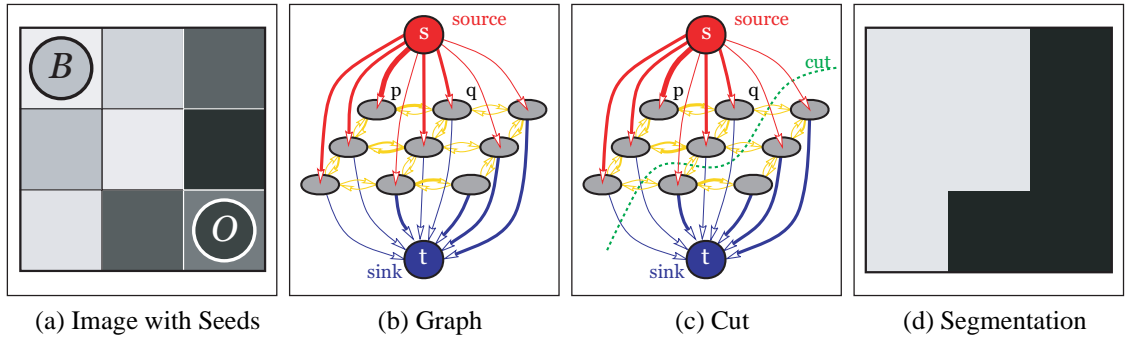 B
O
(a) Image with Seeds
s
source
p
q
sink
t
(b) Graph
s
source
cut
p
q
sink
t
(c) Cut
(d) Segmentation